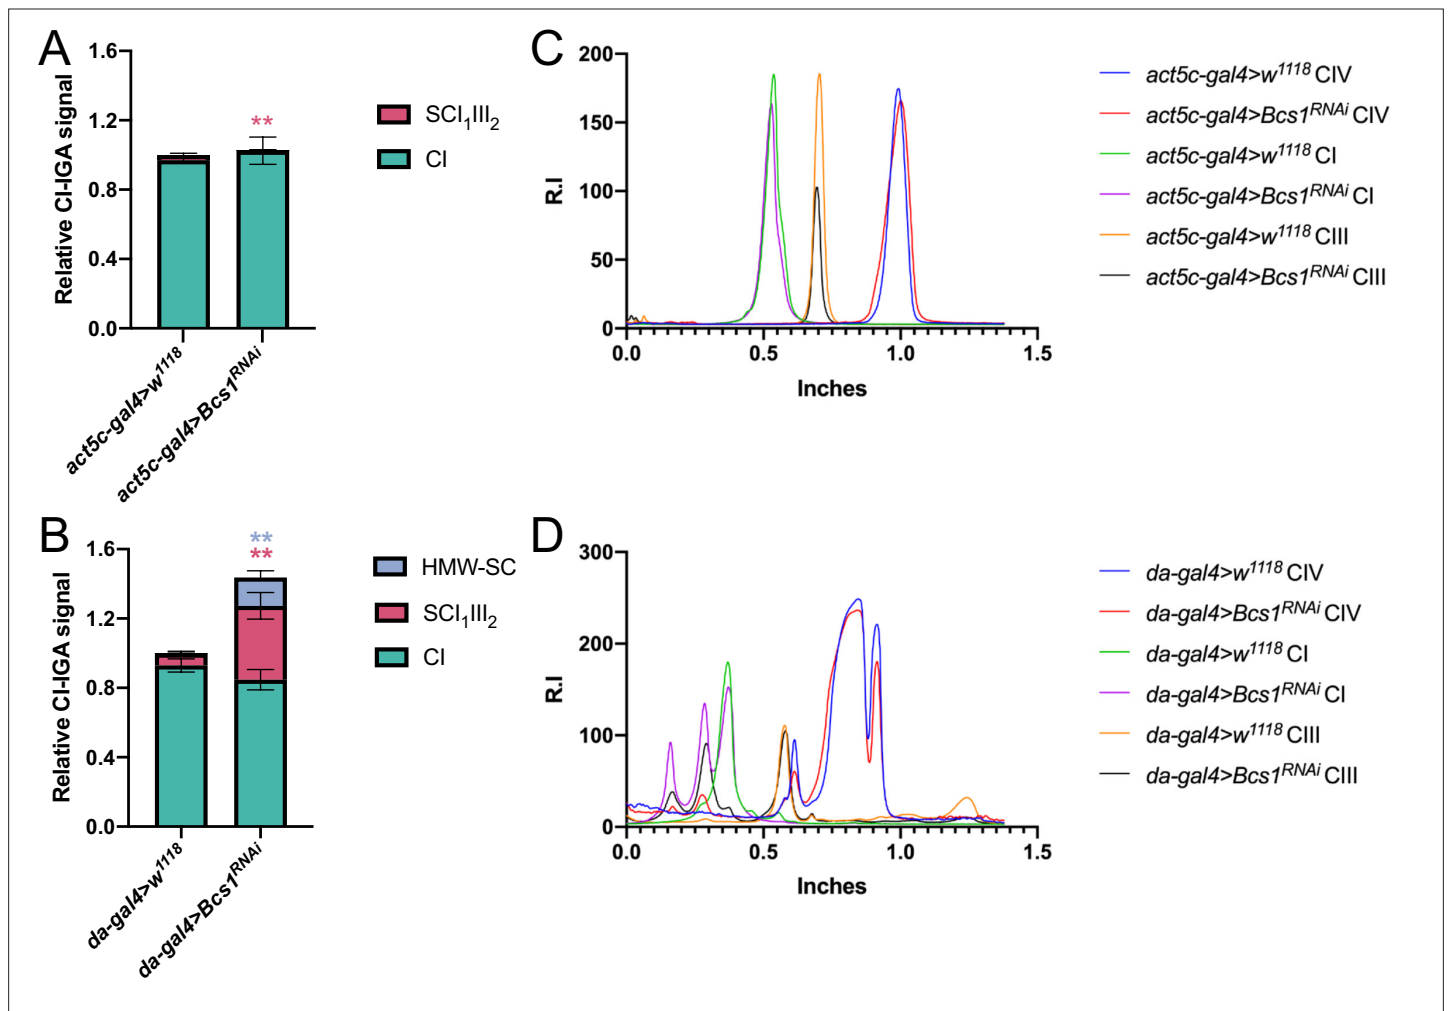 A
Relative CI-IGA signal
1.6
1.2
0.8
0.4
0.0
**
act5c-gal4>w1118
act5c-gal4>Bcs1RNAi
SCI1III2
CI
C
R.I
200
150
100
50
0
0.0 0.5 1.0 1.5
Inches
act5c-gal4>w1118 CIV
act5c-gal4>Bcs1RNAi CIV
act5c-gal4>w1118 CI
act5c-gal4>Bcs1RNAi CI
act5c-gal4>w1118 CIII
act5c-gal4>Bcs1RNAi CIII
B
Relative CI-IGA signal
1.6
1.2
0.8
0.4
0.0
**
**
da-gal4>w1118
da-gal4>Bcs1RNAi
HMW-SC
SCI1III2
CI
D
R.I
300
200
100
0
0.0 0.5 1.0 1.5
Inches
da-gal4>w1118 CIV
da-gal4>Bcs1RNAi CIV
da-gal4>w1118 CI
da-gal4>Bcs1RNAi CI
da-gal4>w1118 CIII
da-gal4>Bcs1RNAi CIII